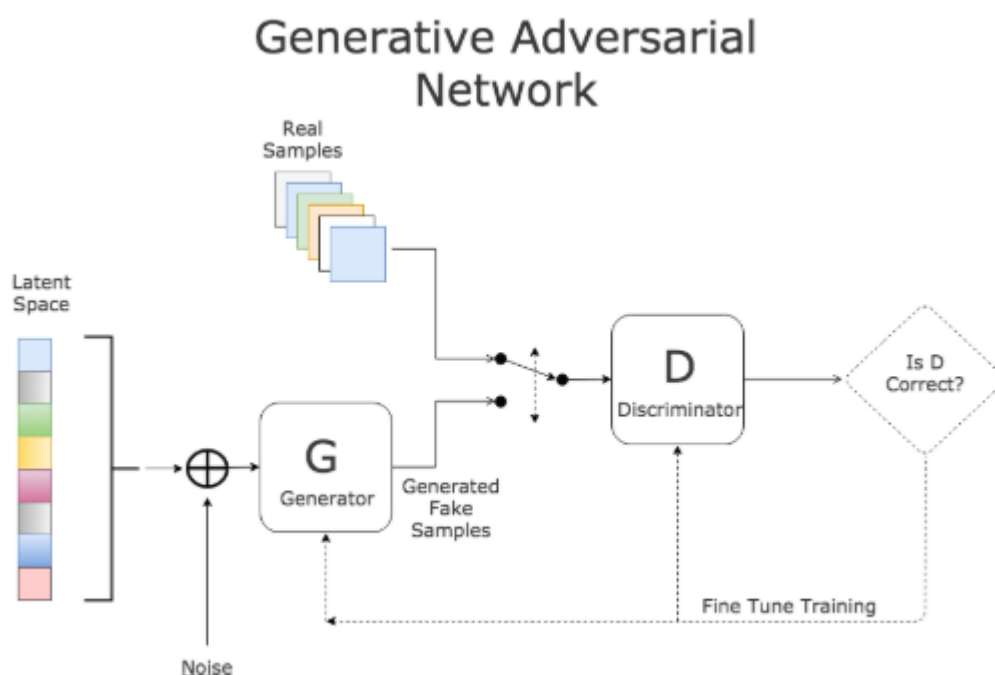 Generative Adversarial
Network
Real
Samples
Latent
Space
Is D
Correct?
D
Discriminator
G
Generator
Generated
Fake
Samples
Fine Tune Training
Noise